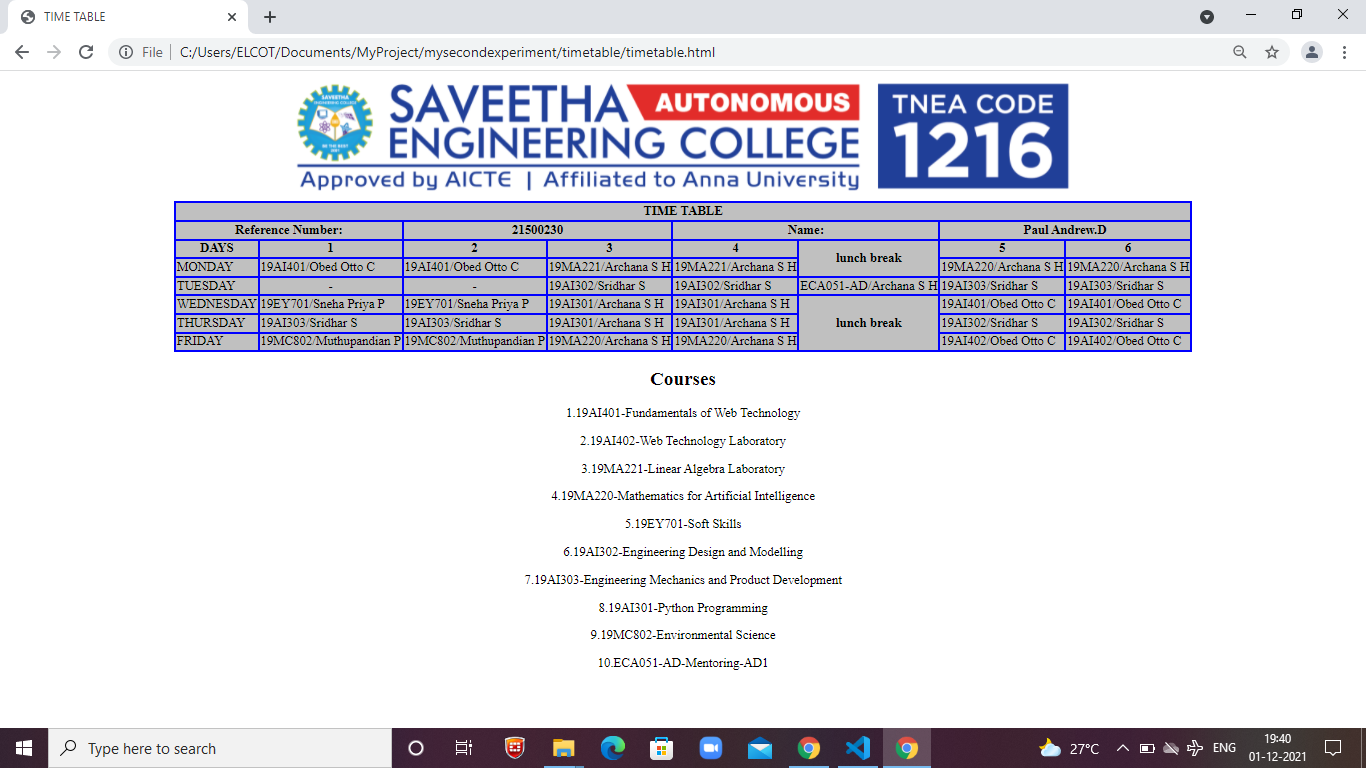 TIME TABLE
File C:/Users/ELCOT/Documents/MyProject/mysecondexperiment/timetable/timetable.html
SAVEETHA AUTONOMOUS
ENGINEERING COLLEGE
Approved by AICTE | Affiliated to Anna University
TNEA CODE
1216
TIME TABLE
Reference Number: 21500230 Name: Paul Andrew.D
DAYS 1 2 3 4 lunch break 5 6
MONDAY 19AI401/Obed Otto C 19AI401/Obed Otto C 19MA221/Archana S H 19MA221/Archana S H 19MA220/Archana S H 19MA220/Archana S H
TUESDAY - - 19AI302/Sridhar S 19AI302/Sridhar S ECA051-AD/Archana S H 19AI303/Sridhar S 19AI303/Sridhar S
WEDNESDAY 19EY701/Sneha Priya P 19EY701/Sneha Priya P 19AI301/Archana S H 19AI301/Archana S H lunch break 19AI401/Obed Otto C 19AI401/Obed Otto C
THURSDAY 19AI303/Sridhar S 19AI303/Sridhar S 19AI301/Archana S H 19AI301/Archana S H 19AI302/Sridhar S 19AI302/Sridhar S
FRIDAY 19MC802/Muthupandian P 19MC802/Muthupandian P 19MA220/Archana S H 19MA220/Archana S H 19AI402/Obed Otto C 19AI402/Obed Otto C
Courses
1.19AI401-Fundamentals of Web Technology
2.19AI402-Web Technology Laboratory
3.19MA221-Linear Algebra Laboratory
4.19MA220-Mathematics for Artificial Intelligence
5.19EY701-Soft Skills
6.19AI302-Engineering Design and Modelling
7.19AI303-Engineering Mechanics and Product Development
8.19AI301-Python Programming
9.19MC802-Environmental Science
10.ECA051-AD-Mentoring-AD1
Type here to search
27°C
ENG
19:40
01-12-2021